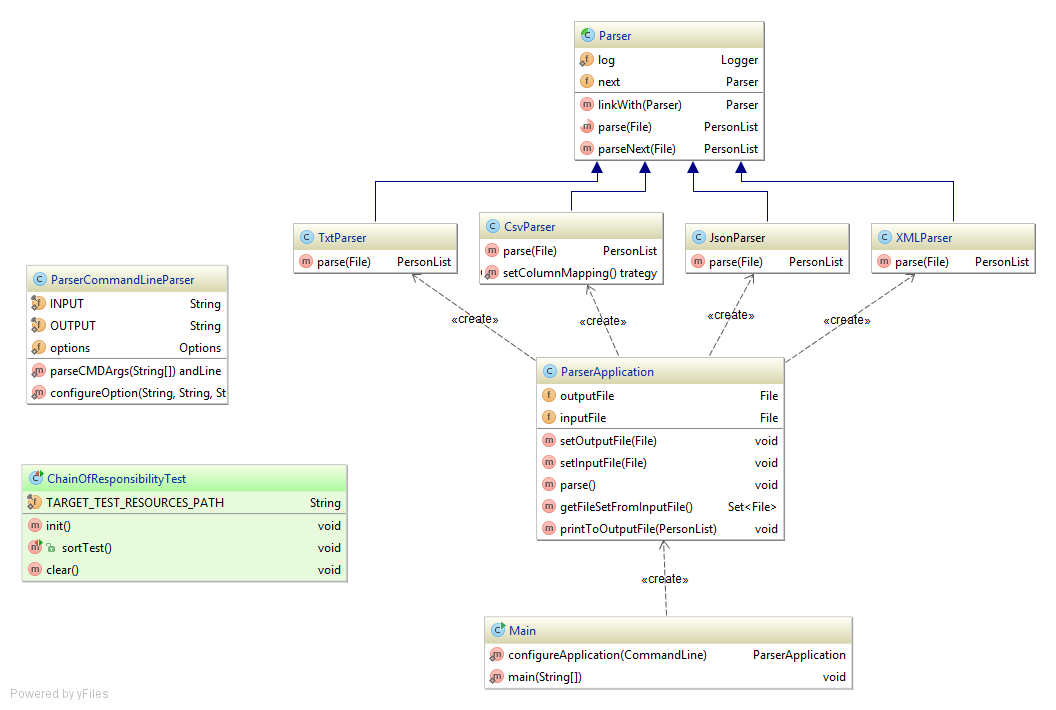 Parser
log Logger
next Parser
linkWith(Parser) Parser
parse(File) PersonList
parseNext(File) PersonList
TxtParser
parse(File) PersonList
CsvParser
parse(File) PersonList
setColumnMapping() trategy
JsonParser
parse(File) PersonList
XMLParser
parse(File) PersonList
«create»
«create»
«create»
«create»
ParserCommandLineParser
INPUT String
OUTPUT String
options Options
parseCMDArgs(String[]) andLine
configureOption(String, String, St
ParserApplication
outputFile File
inputFile File
setOutputFile(File) void
setInputFile(File) void
parse() void
getFileSetFromInputFile() Set<File>
printToOutputFile(PersonList) void
ChainOfResponsibilityTest
TARGET_TEST_RESOURCES_PATH String
init() void
sortTest() void
clear() void
«create»
Main
configureApplication(CommandLine) ParserApplication
main(String[]) void
Powered by yFiles